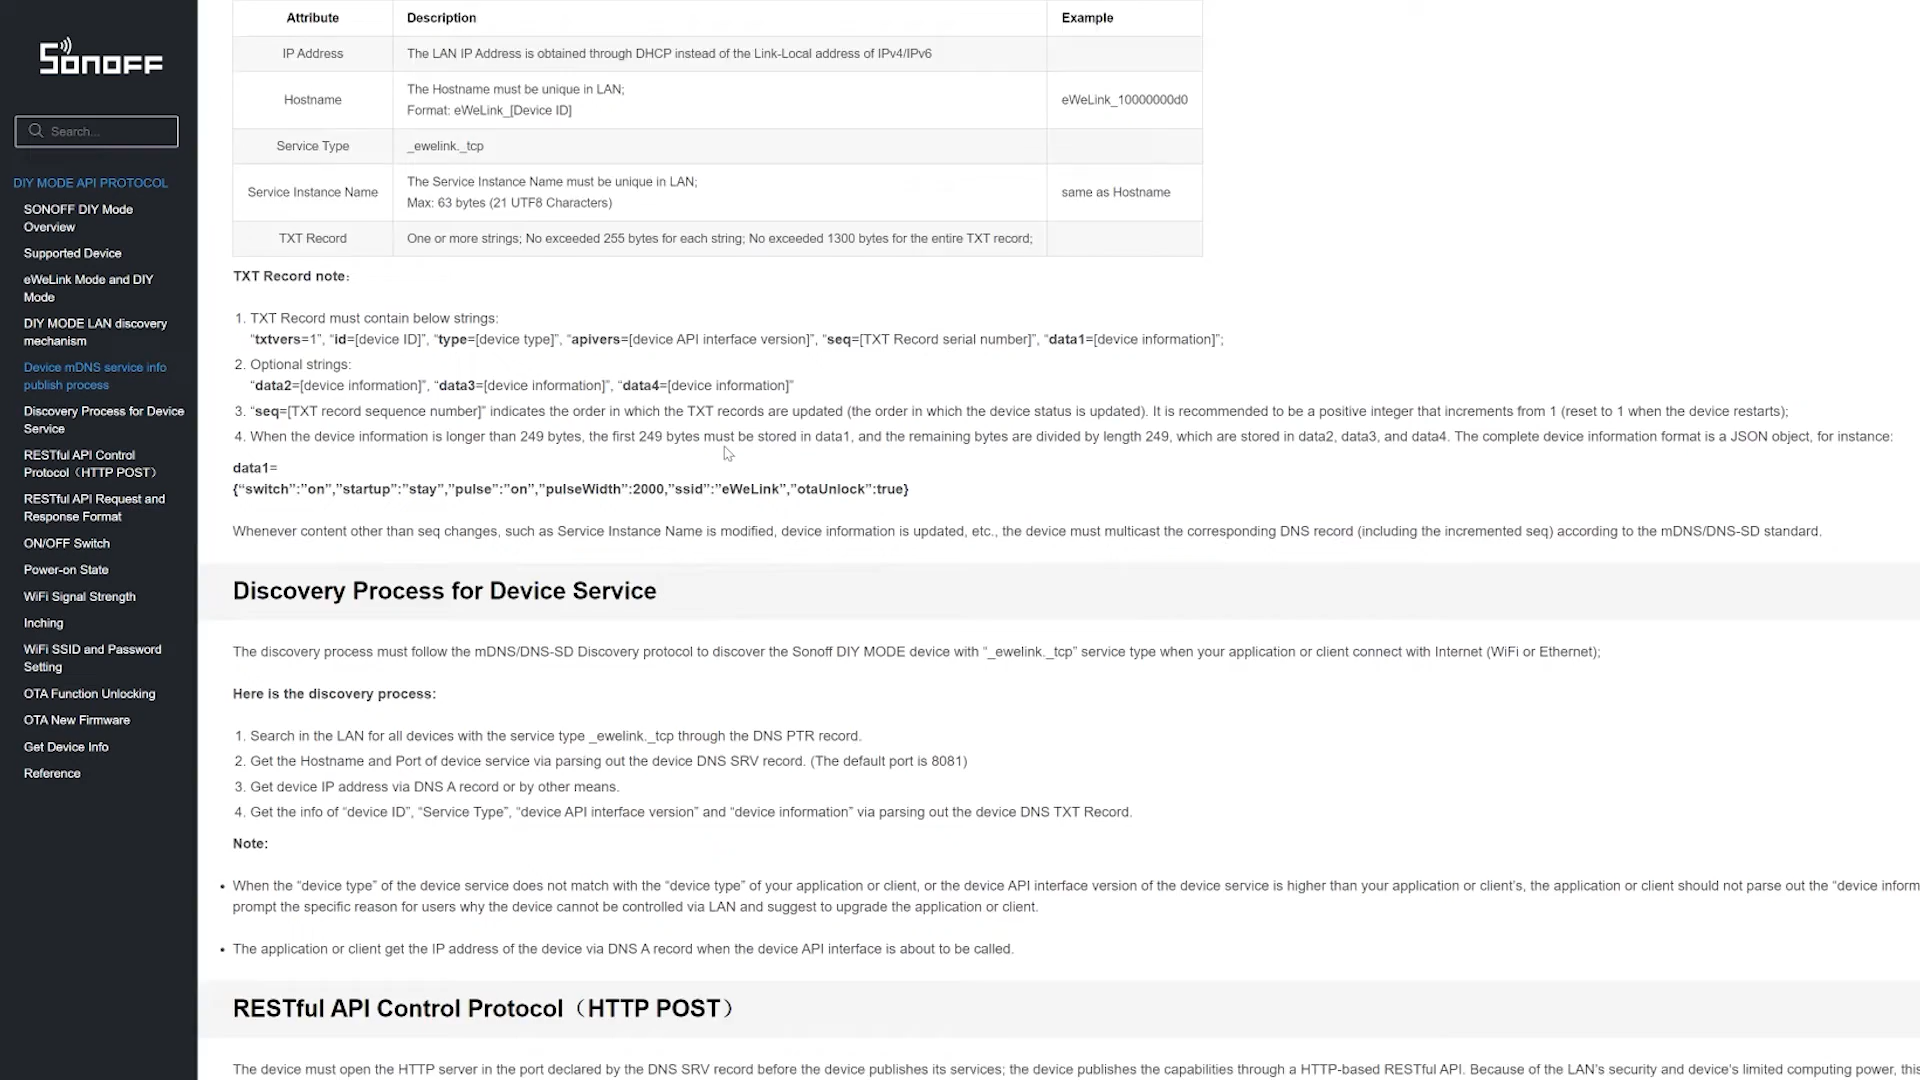 SONOFF
Search...
DIY MODE API PROTOCOL
SONOFF DIY Mode
Overview
Supported Device
eWeLink Mode and DIY
Mode
DIY MODE LAN discovery
mechanism
Device mDNS service info
publish process
Discovery Process for Device
Service
RESTful API Control
Protocol（HTTP POST）
RESTful API Request and
Response Format
ON/OFF Switch
Power-on State
WiFi Signal Strength
Inching
WiFi SSID and Password
Setting
OTA Function Unlocking
OTA New Firmware
Get Device Info
Reference
Attribute Description Example
IP Address The LAN IP Address is obtained through DHCP instead of the Link-Local address of IPv4/IPv6
Hostname The Hostname must be unique in LAN;
Format: eWeLink_[Device ID] eWeLink_10000000d0
Service Type _ewelink._tcp
Service Instance Name The Service Instance Name must be unique in LAN;
Max: 63 bytes (21 UTF8 Characters) same as Hostname
TXT Record One or more strings; No exceeded 255 bytes for each string; No exceeded 1300 bytes for the entire TXT record;
TXT Record note:
1. TXT Record must contain below strings:
“txtvers=1”, “id=[device ID]”, “type=[device type]”, “apivers=[device API interface version]”, “seq=[TXT Record serial number]”, “data1=[device information]”;
2. Optional strings:
“data2=[device information]”, “data3=[device information]”, “data4=[device information]”
3. “seq=[TXT record sequence number]” indicates the order in which the TXT records are updated (the order in which the device status is updated). It is recommended to be a positive integer that increments from 1 (reset to 1 when the device restarts);
4. When the device information is longer than 249 bytes, the first 249 bytes must be stored in data1, and the remaining bytes are divided by length 249, which are stored in data2, data3, and data4. The complete device information format is a JSON object, for instance:
data1=
{“switch”:”on”,”startup”:”stay”,”pulse”:”on”,”pulseWidth”:2000,”ssid”:”eWeLink”,”otaUnlock”:true}
Whenever content other than seq changes, such as Service Instance Name is modified, device information is updated, etc., the device must multicast the corresponding DNS record (including the incremented seq) according to the mDNS/DNS-SD standard.
Discovery Process for Device Service
The discovery process must follow the mDNS/DNS-SD Discovery protocol to discover the Sonoff DIY MODE device with “_ewelink._tcp” service type when your application or client connect with Internet (WiFi or Ethernet);
Here is the discovery process:
1. Search in the LAN for all devices with the service type _ewelink._tcp through the DNS PTR record.
2. Get the Hostname and Port of device service via parsing out the device DNS SRV record. (The default port is 8081)
3. Get device IP address via DNS A record or by other means.
4. Get the info of “device ID”, “Service Type”, “device API interface version” and “device information” via parsing out the device DNS TXT Record.
Note:
• When the “device type” of the device service does not match with the “device type” of your application or client, or the device API interface version of the device service is higher than your application or client’s, the application or client should not parse out the “device inform
prompt the specific reason for users why the device cannot be controlled via LAN and suggest to upgrade the application or client.
• The application or client get the IP address of the device via DNS A record when the device API interface is about to be called.
RESTful API Control Protocol（HTTP POST）
The device must open the HTTP server in the port declared by the DNS SRV record before the device publishes its services; the device publishes the capabilities through a HTTP-based RESTful API. Because of the LAN’s security and device’s limited computing power, this